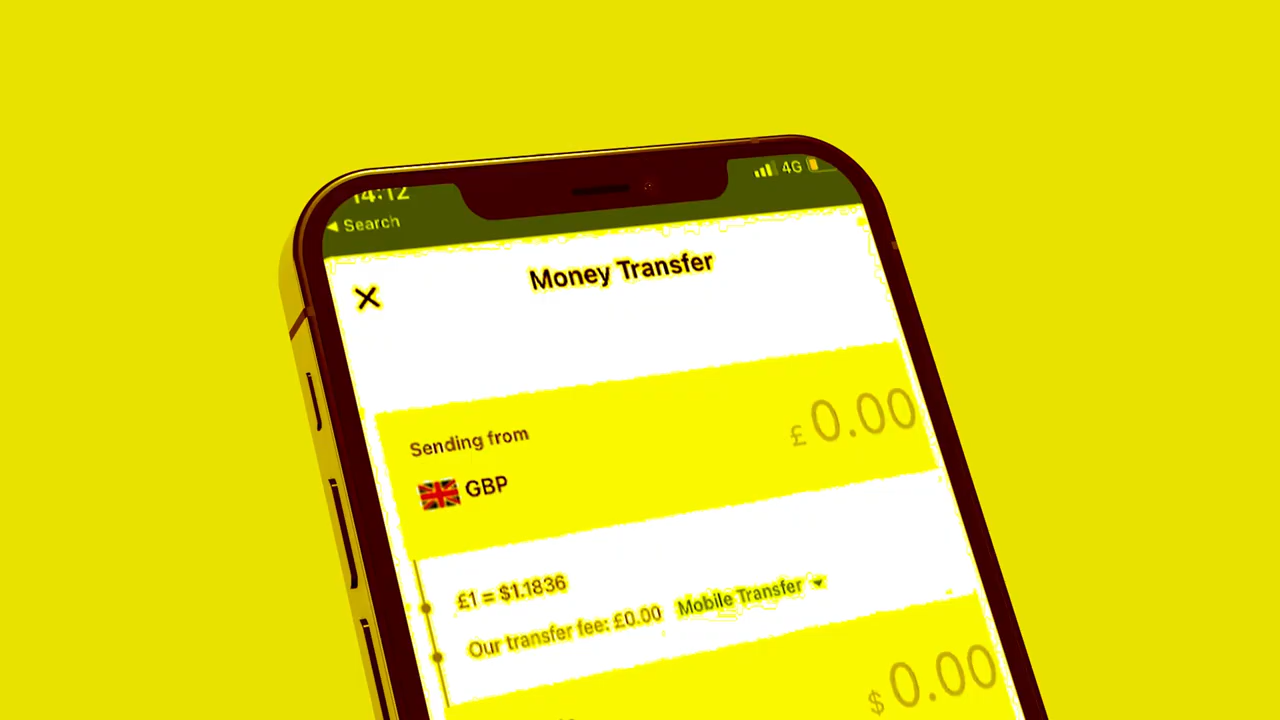 14:12
4G
Search
Money Transfer
£ 0.00
Sending from
GBP
£1 = $1.1836
Our transfer fee: £0.00 Mobile Transfer
$ 0.00